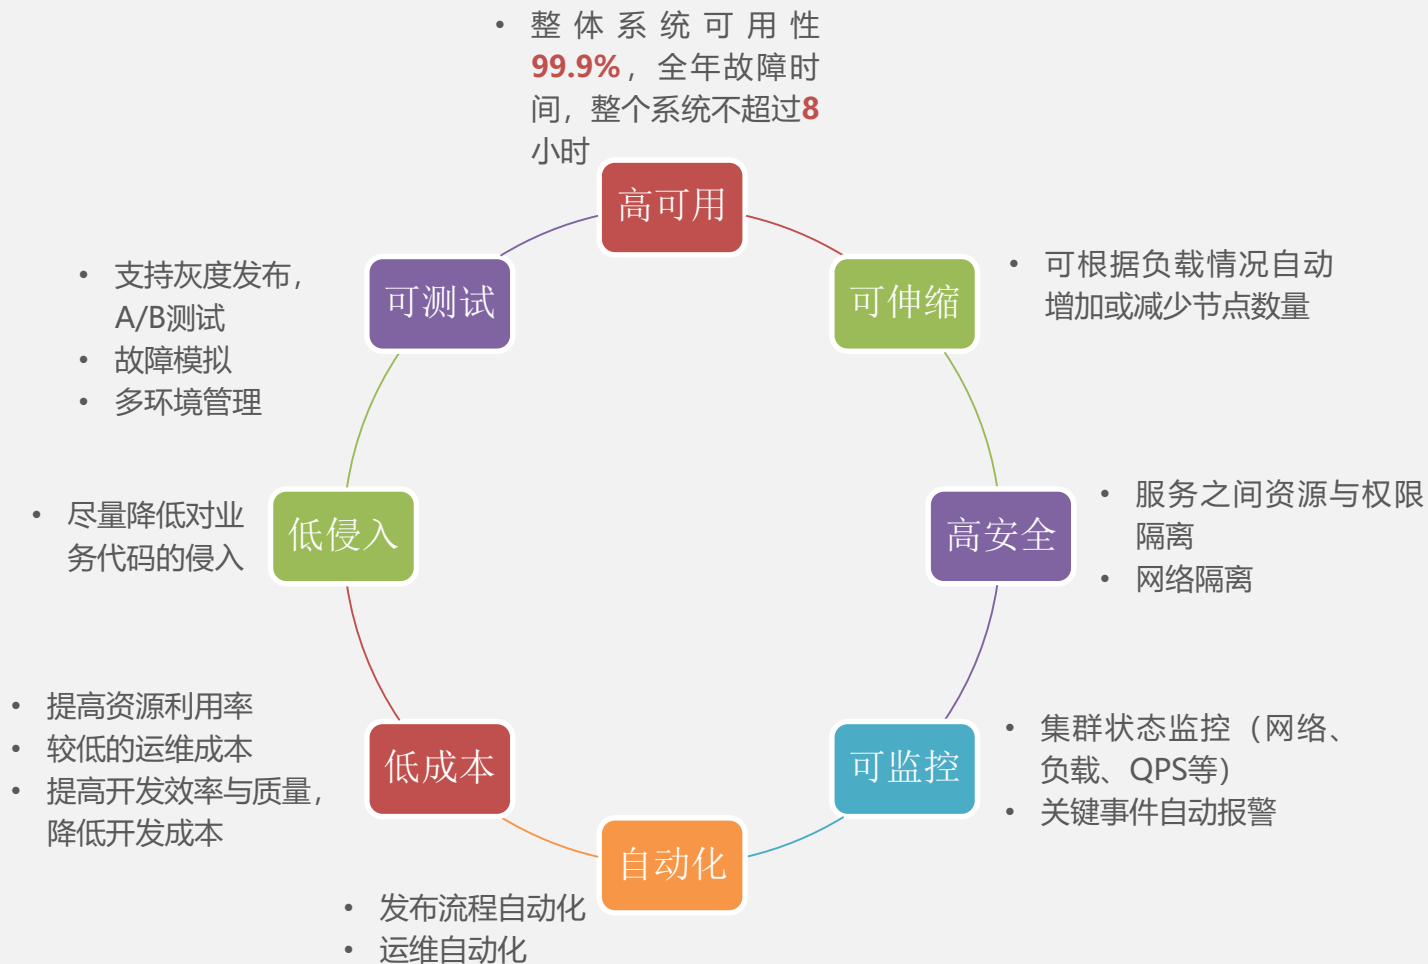 • 整体系统可用性
99.9%，全年故障时
间，整个系统不超过8
小时
高可用
可伸缩
• 可根据负载情况自动
增加或减少节点数量
高安全
• 服务之间资源与权限
隔离
• 网络隔离
可监控
• 集群状态监控（网络、
负载、QPS等）
• 关键事件自动报警
自动化
• 发布流程自动化
• 运维自动化
低成本
• 提高资源利用率
• 较低的运维成本
• 提高开发效率与质量，
降低开发成本
低侵入
• 尽量降低对业
务代码的侵入
可测试
• 支持灰度发布，
A/B测试
• 故障模拟
• 多环境管理